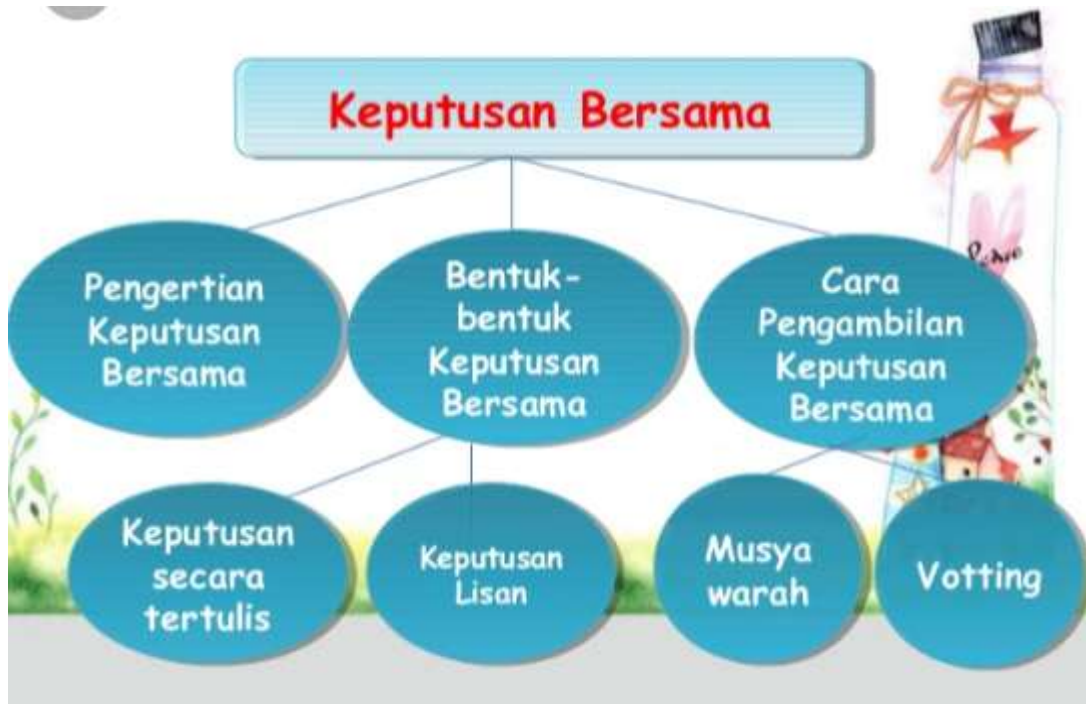 Keputusan Bersama
Pengertian
Keputusan
Bersama
Bentuk-
bentuk
Keputusan
Bersama
Cara
Pengambilan
Keputusan
Bersama
Keputusan
secara
tertulis
Keputusan
Lisan
Musya
warah
Votting